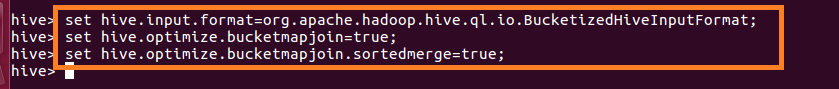 hive> set hive.input.format=org.apache.hadoop.hive.ql.io.BucketizedHiveInputFormat;
hive> set hive.optimize.bucketmapjoin=true;
hive> set hive.optimize.bucketmapjoin.sortedmerge=true;
hive>